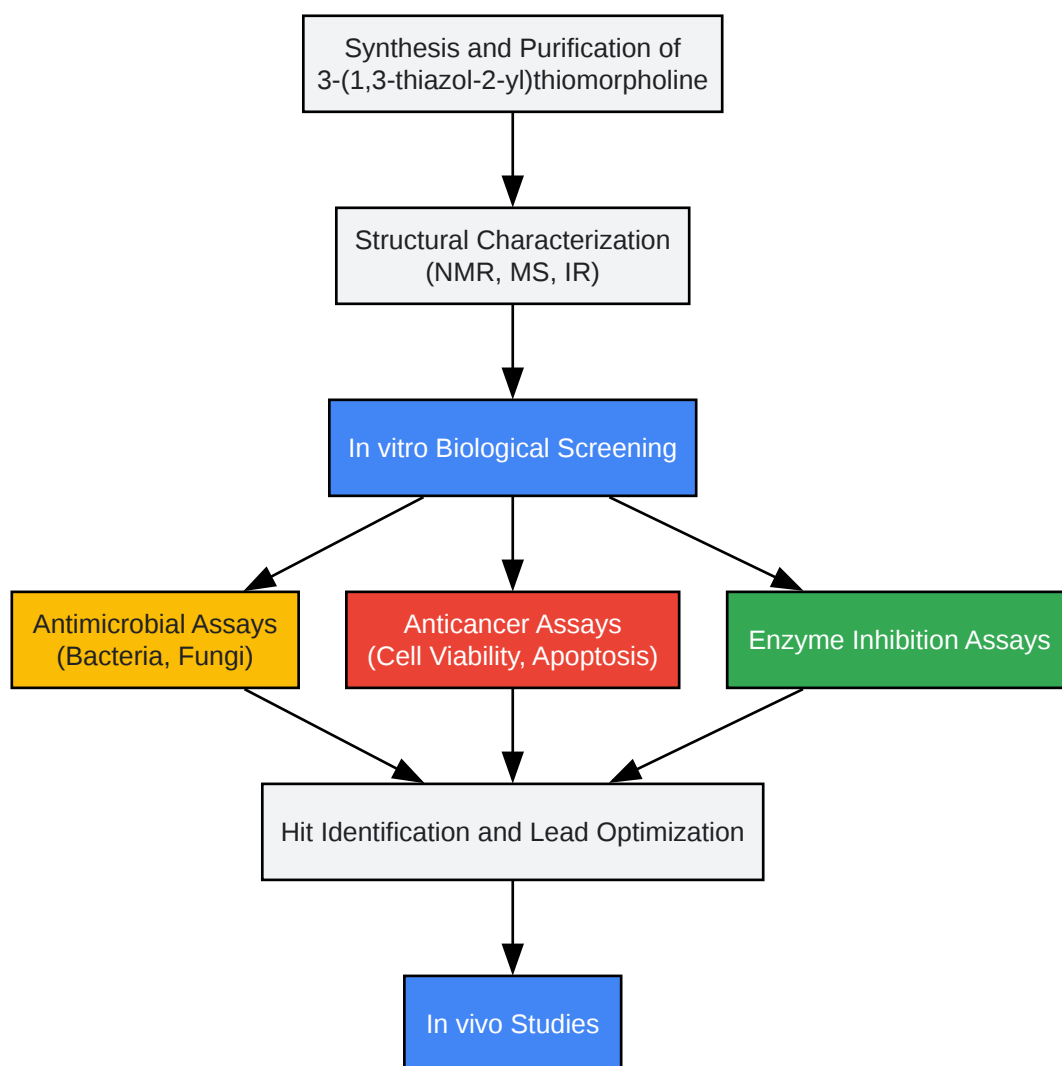 Synthesis and Purification of
3-(1,3-thiazol-2-yl)thiomorpholine
Structural Characterization
(NMR, MS, IR)
In vitro Biological Screening
Antimicrobial Assays
(Bacteria, Fungi)
Anticancer Assays
(Cell Viability, Apoptosis)
Enzyme Inhibition Assays
Hit Identification and Lead Optimization
In vivo Studies